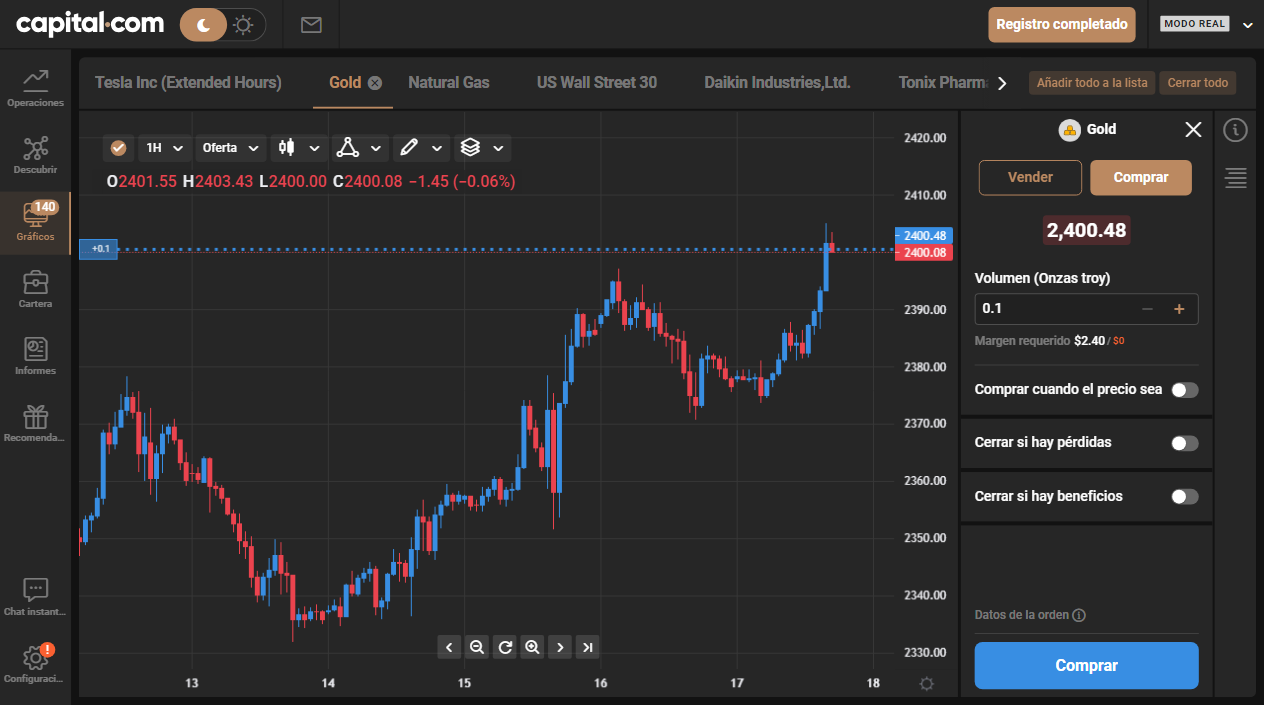 capital.com
Registro completado
MODO REAL
Operaciones
Descubrir
140
Gráficos
Cartera
Informes
Recomenda...
Chat instant...
Configuraci...
Tesla Inc (Extended Hours)
Gold
Natural Gas
US Wall Street 30
Daikin Industries,Ltd.
Tonix Pharm
Añadir todo a la lista
Cerrar todo
1H
Oferta
O2401.55 H2403.43 L2400.00 C2400.08 −1.45 (−0.06%)
+0.1
2420.00
2410.00
2400.48
2400.08
2390.00
2380.00
2370.00
2360.00
2350.00
2340.00
2330.00
13
14
15
16
17
18
Gold
Vender
Comprar
2,400.48
Volumen (Onzas troy)
0.1
Margen requerido $2.40 / $0
Comprar cuando el precio sea
Cerrar si hay pérdidas
Cerrar si hay beneficios
Datos de la orden
Comprar